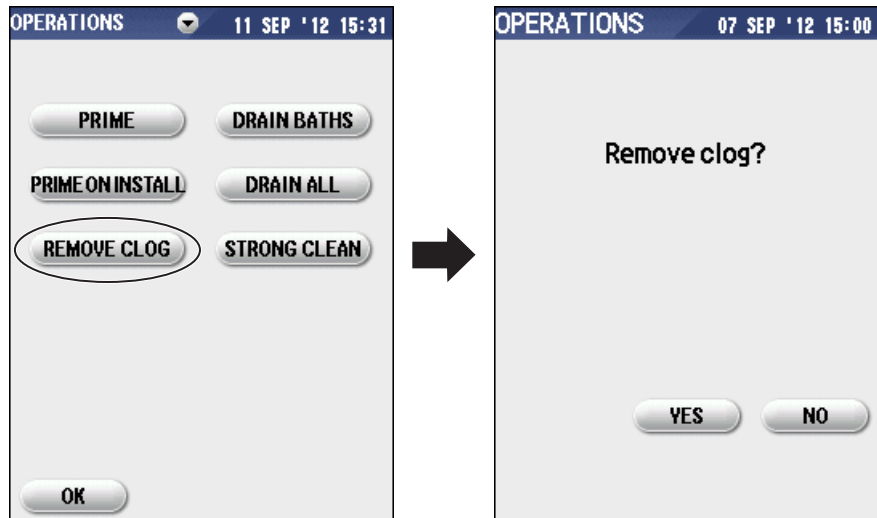 OPERATIONS 11 SEP '12 15:31
PRIME DRAIN BATHS
PRIME ON INSTALL DRAIN ALL
REMOVE CLOG STRONG CLEAN
OK
OPERATIONS 07 SEP '12 15:00
Remove clog?
YES NO